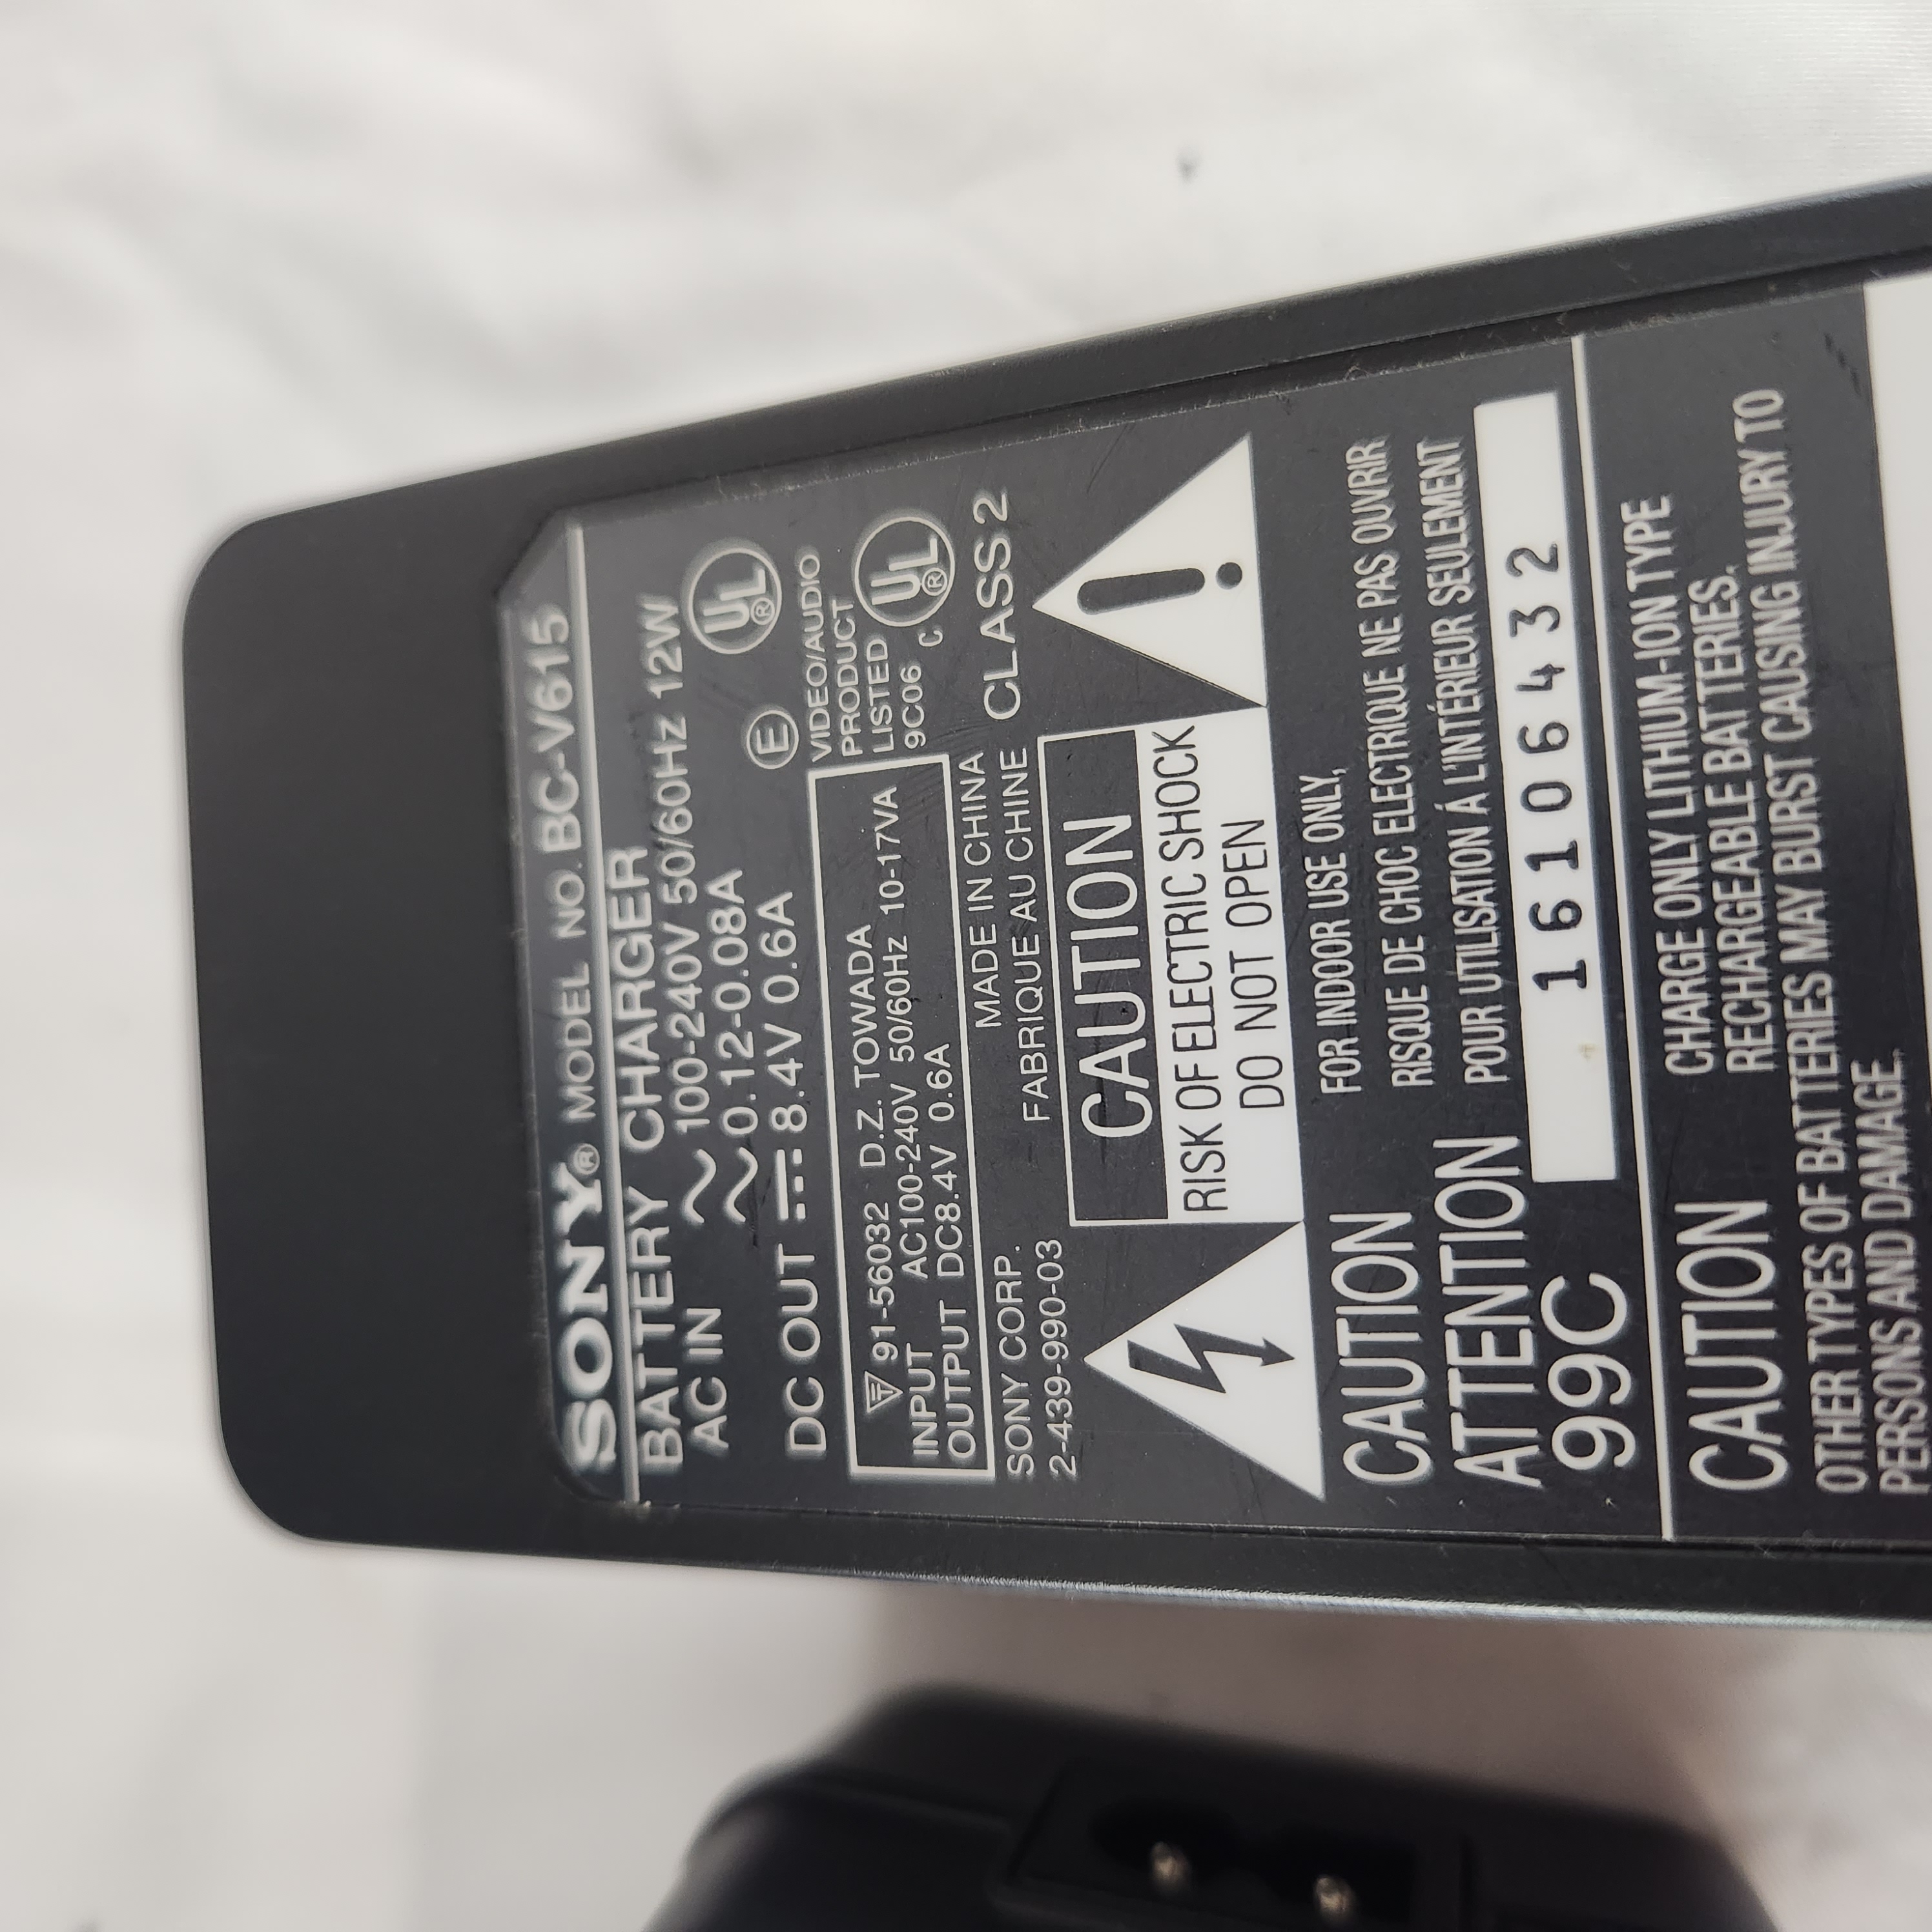 SONY® MODEL NO. BC-V615
BATTERY CHARGER
AC IN ~ 100-240V 50/60Hz 12W
~ 0.12-0.08A
DC OUT ⎓ 8.4V 0.6A
E
UL®
T 91-56032 D.Z. TOWADA
INPUT AC100-240V 50/60Hz 10-17VA
OUTPUT DC8.4V 0.6A
VIDEO/AUDIO
PRODUCT
LISTED
9C06
C UL®
SONY CORP. MADE IN CHINA
2-439-990-03 FABRIQUE AU CHINE
CLASS 2
CAUTION
RISK OF ELECTRIC SHOCK
DO NOT OPEN
CAUTION FOR INDOOR USE ONLY,
RISQUE DE CHOC ELECTRIQUE NE PAS OUVRIR
ATTENTION POUR UTILISATION Á L'INTÉRIEUR SEULEMENT
99C 16106432
CAUTION CHARGE ONLY LITHIUM-ION TYPE
RECHARGEABLE BATTERIES.
OTHER TYPES OF BATTERIES MAY BURST CAUSING INJURY TO
PERSONS AND DAMAGE.